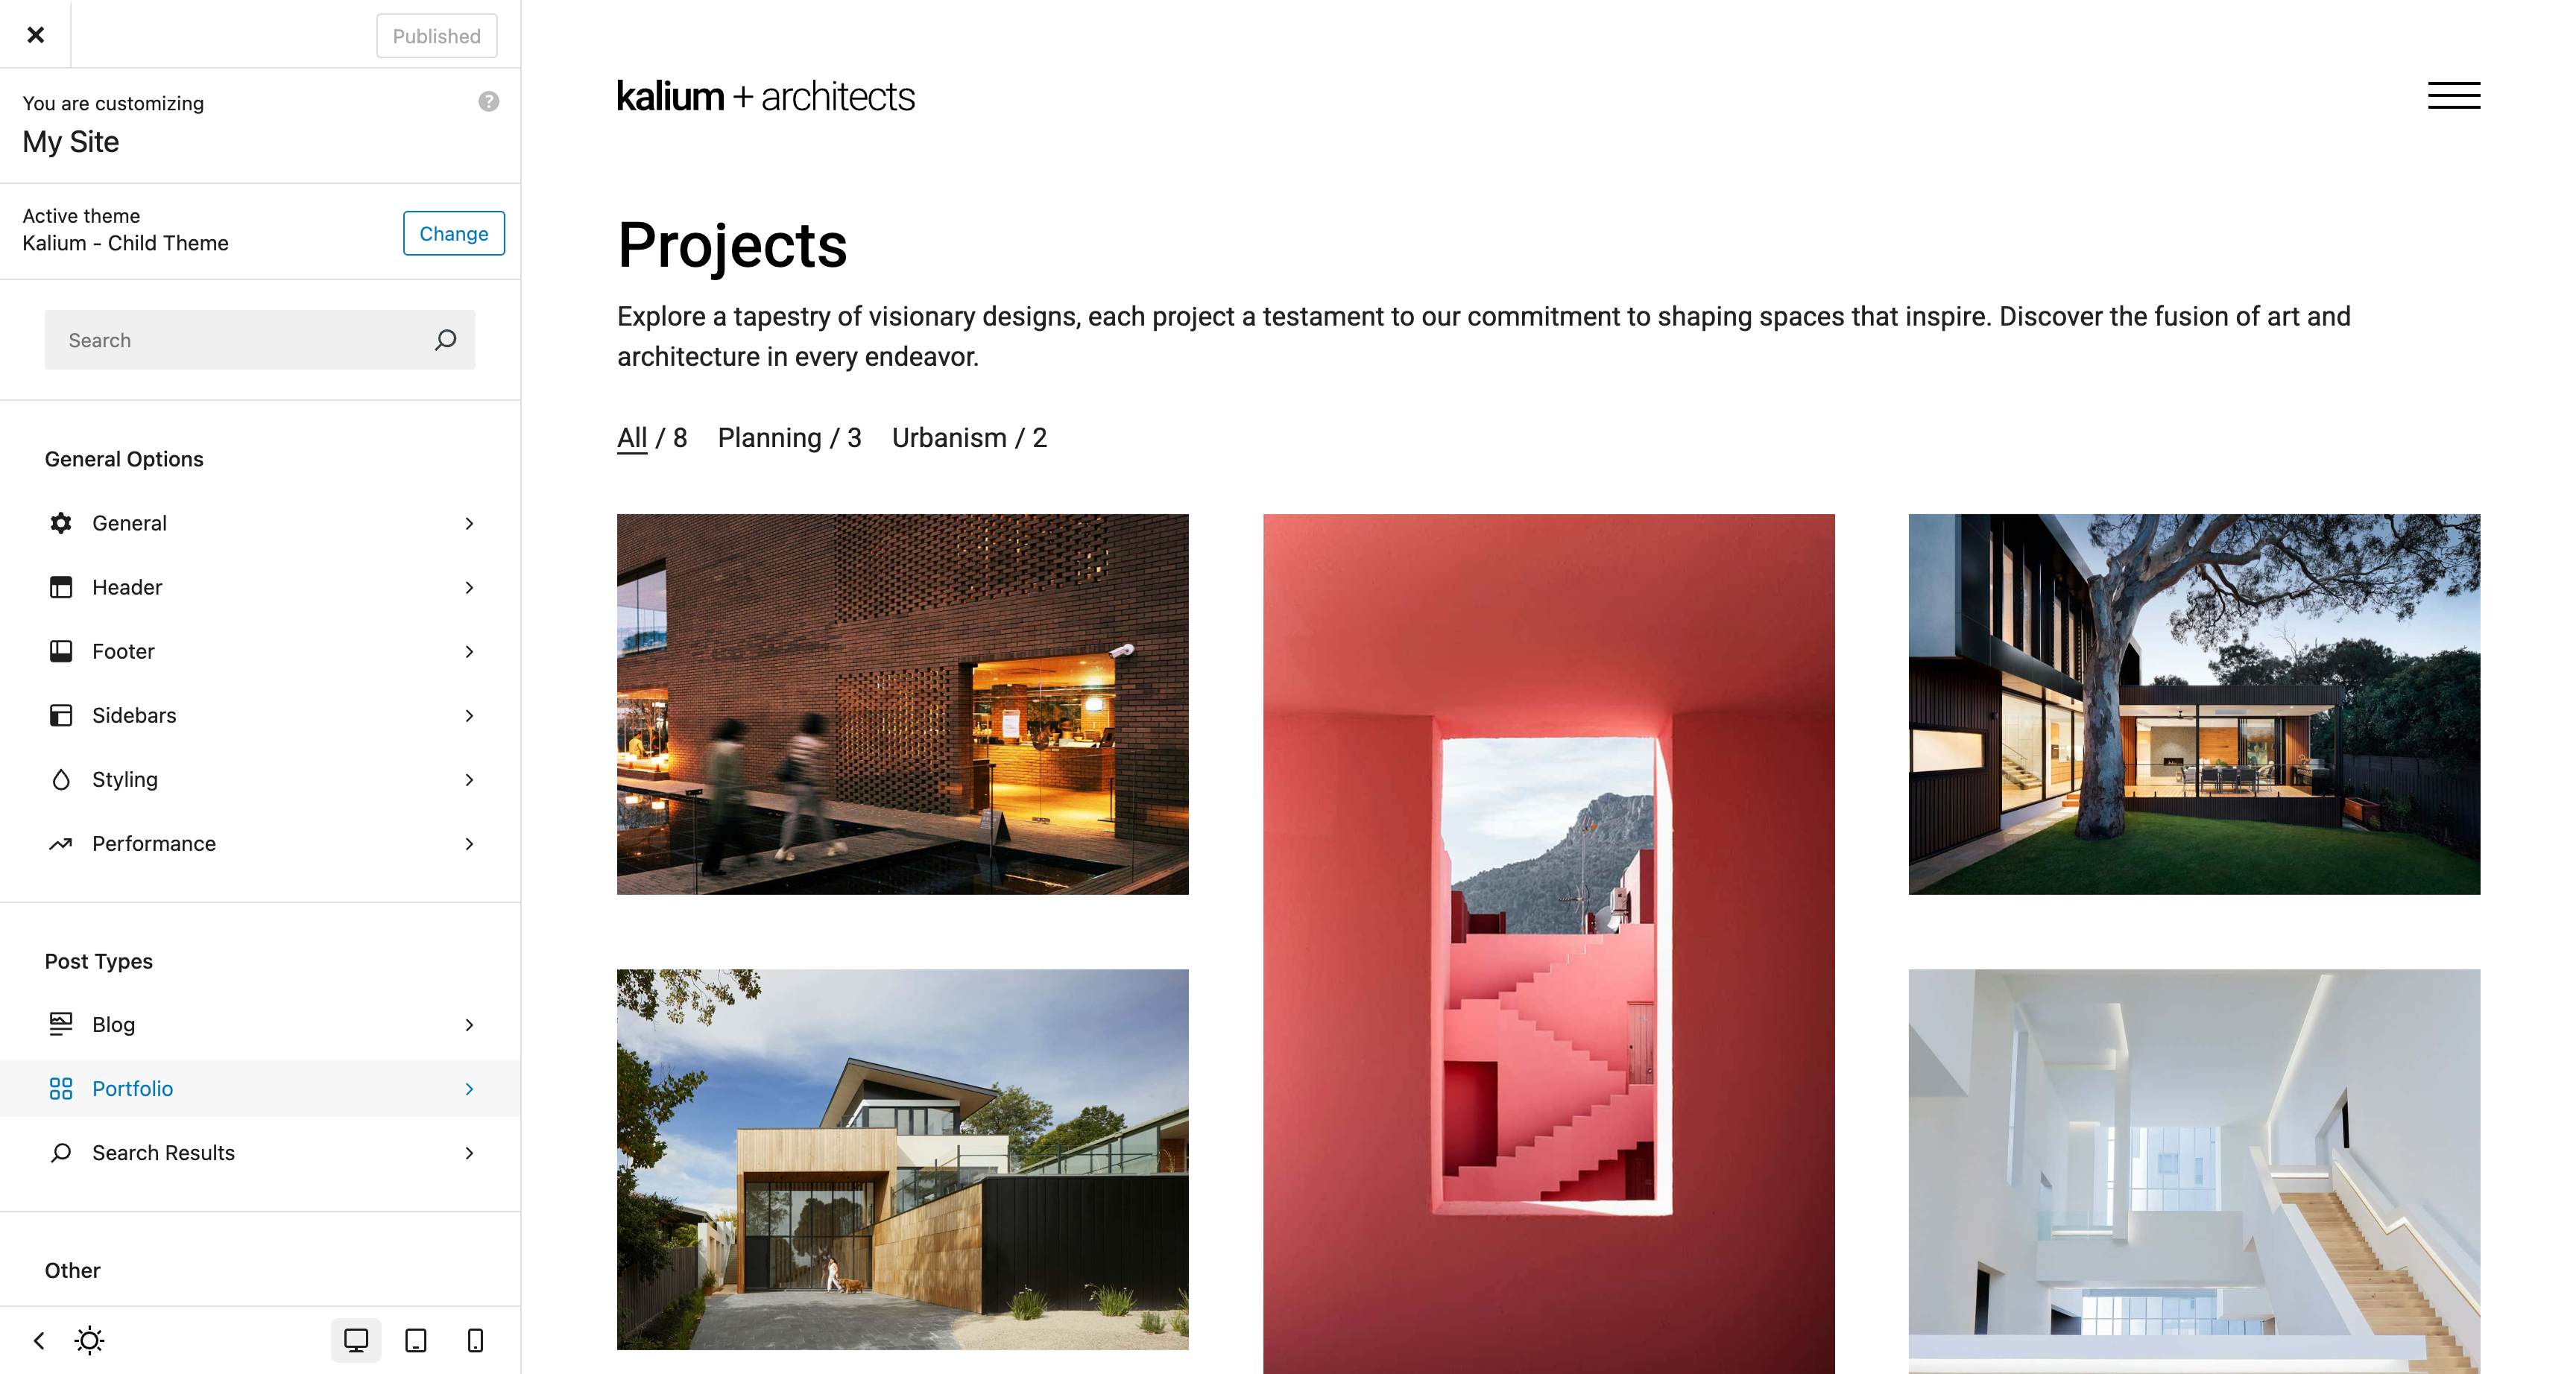 Published
You are customizing
My Site
Active theme
Kalium - Child Theme
Change
Search
General Options
General
Header
Footer
Sidebars
Styling
Performance
Post Types
Blog
Portfolio
Search Results
Other
kalium + architects
Projects
Explore a tapestry of visionary designs, each project a testament to our commitment to shaping spaces that inspire. Discover the fusion of art and
architecture in every endeavor.
All / 8 Planning / 3 Urbanism / 2